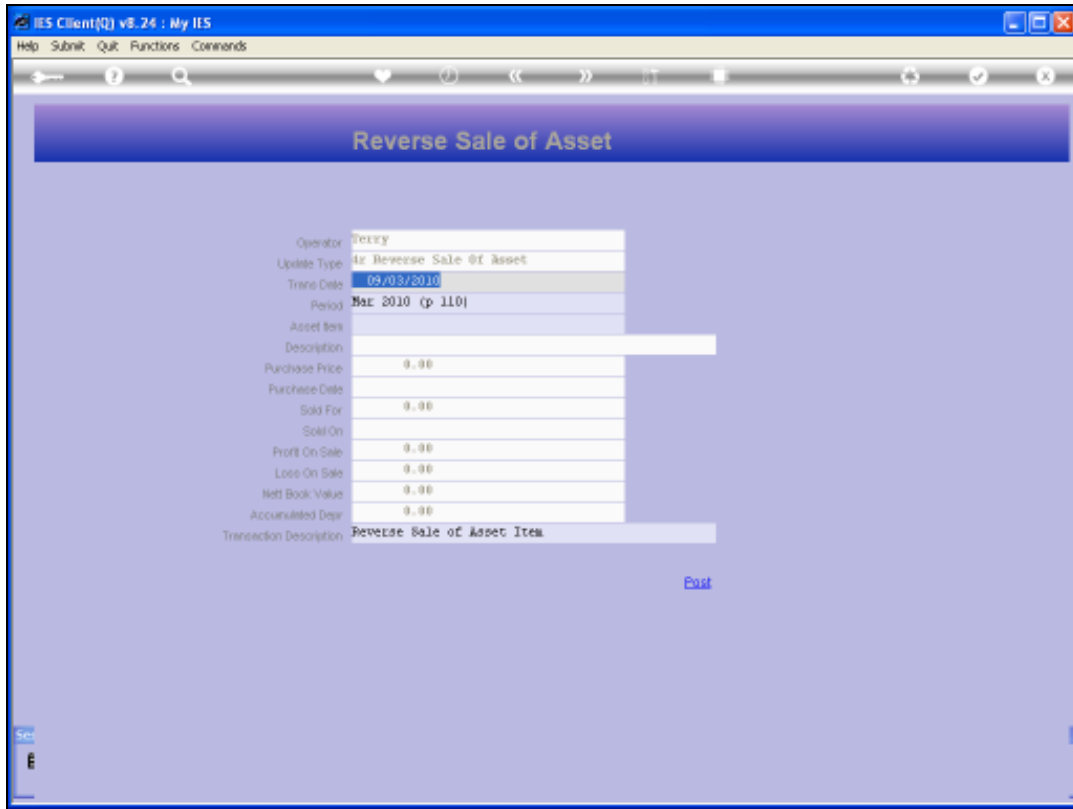 IES Client(Q) v8.24 : My IES
Help Submit Quit Functions Commands
Reverse Sale of Asset
Operator Terry
Update Type 4r Reverse Sale Of Asset
Trans Date 09/03/2010
Period Mar 2010 (p 110)
Asset Item
Description
Purchase Price 0.00
Purchase Date
Sold For 0.00
Sold On
Profit On Sale 0.00
Loss On Sale 0.00
Nett Book Value 0.00
Accumulated Depr 0.00
Transaction Description Reverse Sale of Asset Item
Post